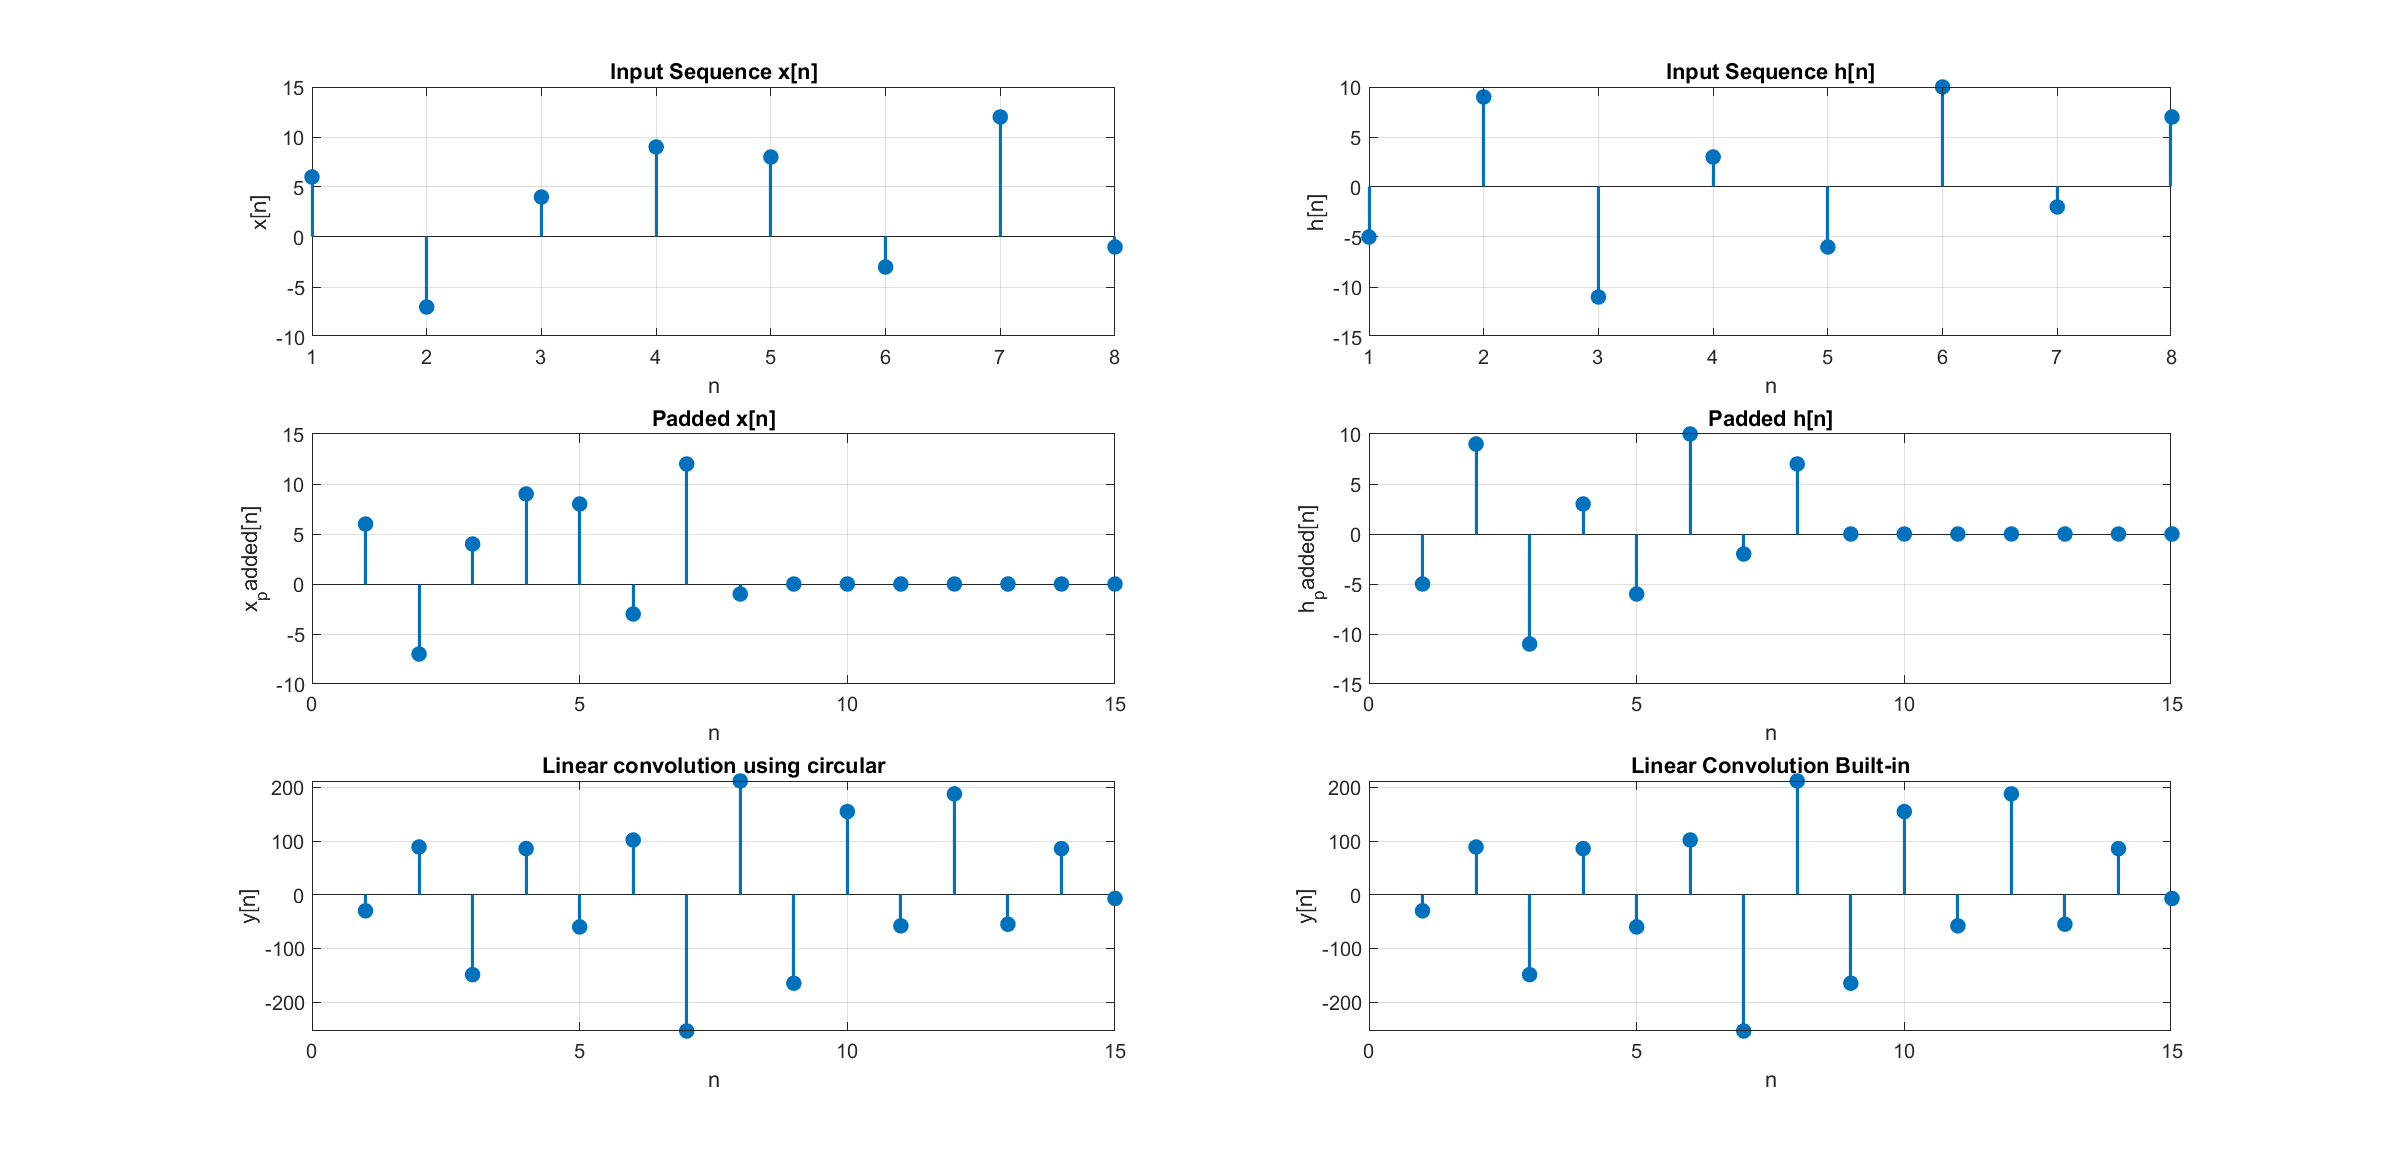 Input Sequence x[n]
15
10
5
0
-5
-10
x[n]
1 2 3 4 5 6 7 8
n
Input Sequence h[n]
10
5
0
-5
-10
-15
h[n]
1 2 3 4 5 6 7 8
n
Padded x[n]
15
10
5
0
-5
-10
x_padded[n]
0 5 10 15
n
Padded h[n]
10
5
0
-5
-10
-15
h_padded[n]
0 5 10 15
n
Linear convolution using circular
200
100
0
-100
-200
y[n]
0 5 10 15
n
Linear Convolution Built-in
200
100
0
-100
-200
y[n]
0 5 10 15
n